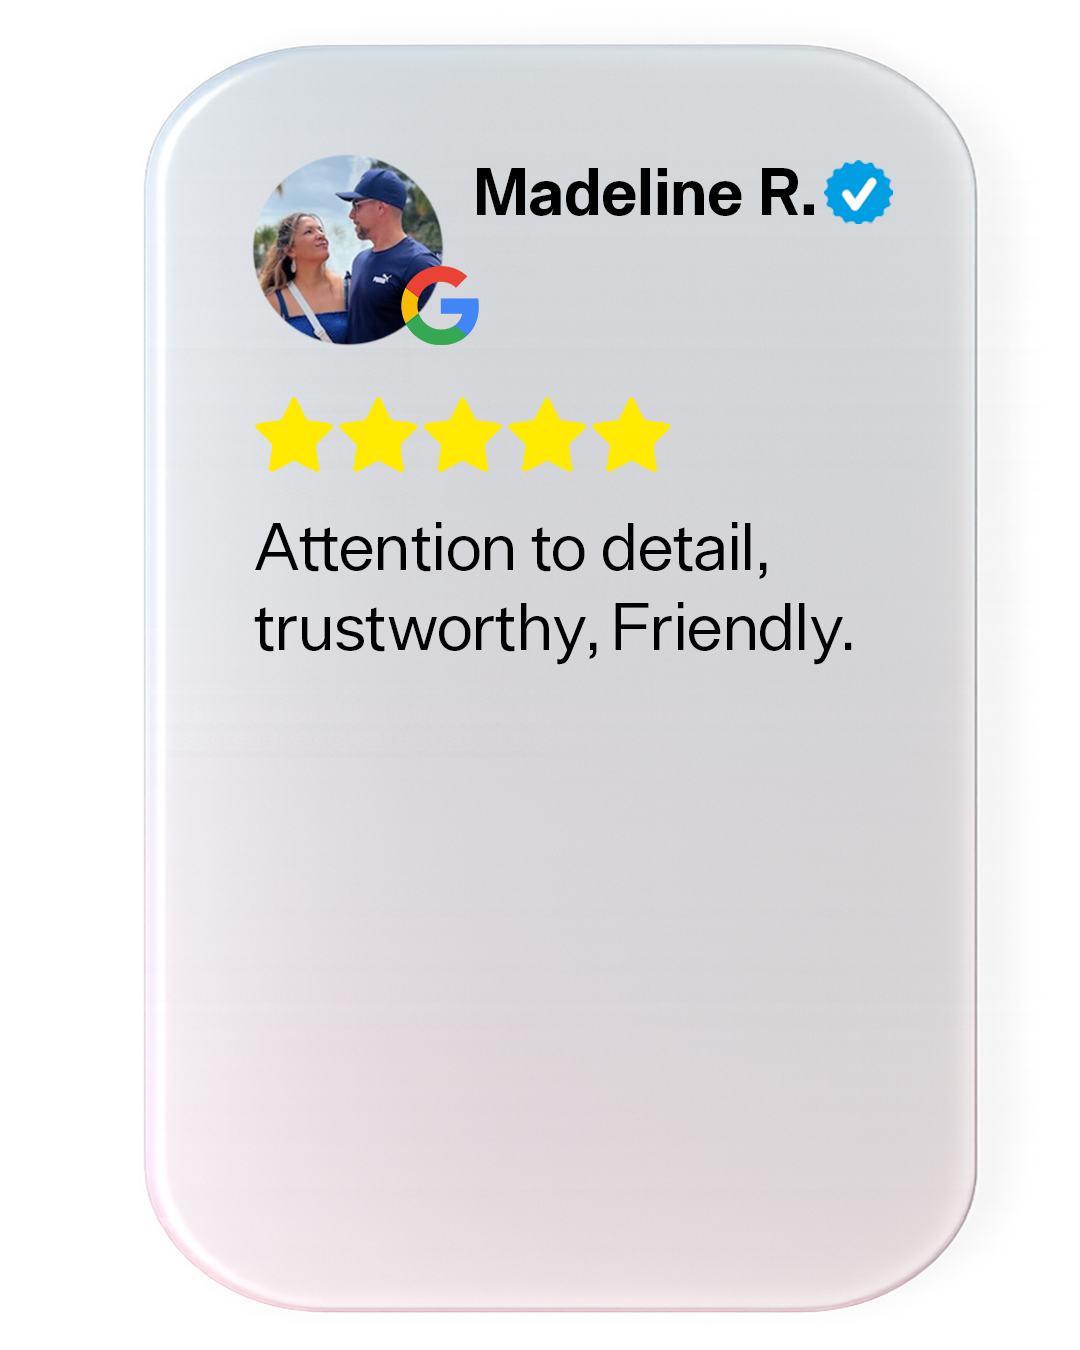 Madeline R.
Attention to detail,
trustworthy, Friendly.